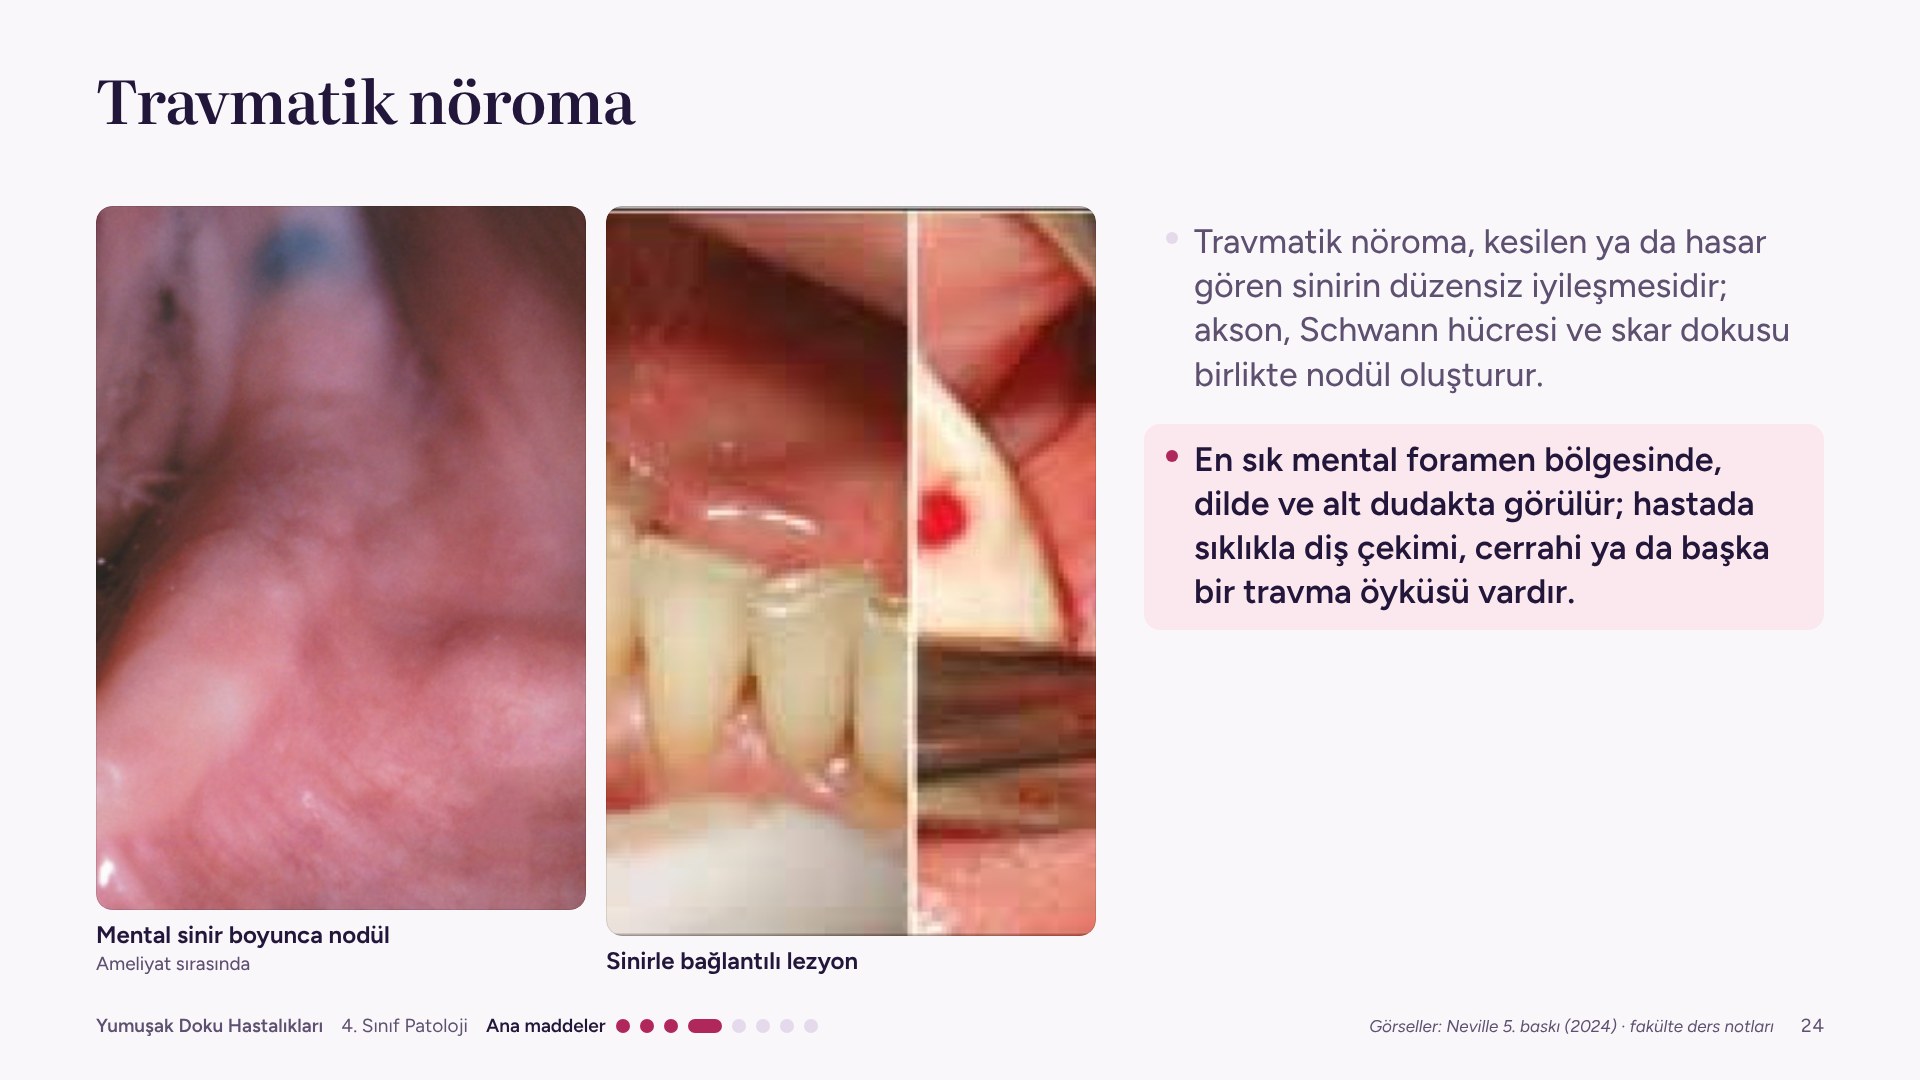 Travmatik nöroma
Travmatik nöroma, kesilen ya da hasar
gören sinirin düzensiz iyileşmesidir;
akson, Schwann hücresi ve skar dokusu
birlikte nodül oluşturur.
En sık mental foramen bölgesinde,
dilde ve alt dudakta görülür; hastada
sıklıkla diş çekimi, cerrahi ya da başka
bir travma öyküsü vardır.
Mental sinir boyunca nodül
Ameliyat sırasında
Sinirle bağlantılı lezyon
Yumuşak Doku Hastalıkları 4. Sınıf Patoloji Ana maddeler
Görseller: Neville 5. baskı (2024) · fakülte ders notları 24